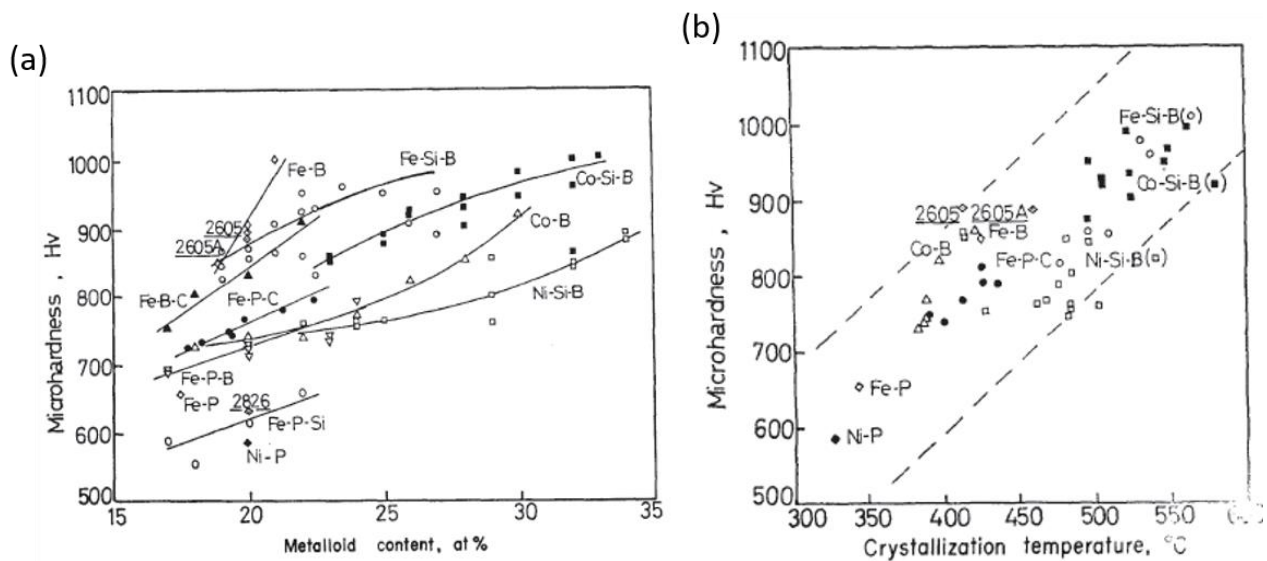 (a)
1100
1000
900
800
700
600
500
Microhardness , Hv
Fe-B
Fe-Si-B
2605
2605A
Co-Si-B
Co-B
Fe-B-C
Fe-P-C
Ni-Si-B
Fe-P-B
Fe-P
2826
Fe-P-Si
Ni-P
15
20
25
30
35
Metalloid content, at %
(b)
1100
1000
900
800
700
600
500
Microhardness , Hv
Fe-Si-B(o)
Co-Si-B(▪)
2605
2605A
Fe-B
Co-B
Fe-P-C
Ni-Si-B(▫)
Fe-P
Ni-P
300
350
400
450
500
550
Crystallization temperature, °C